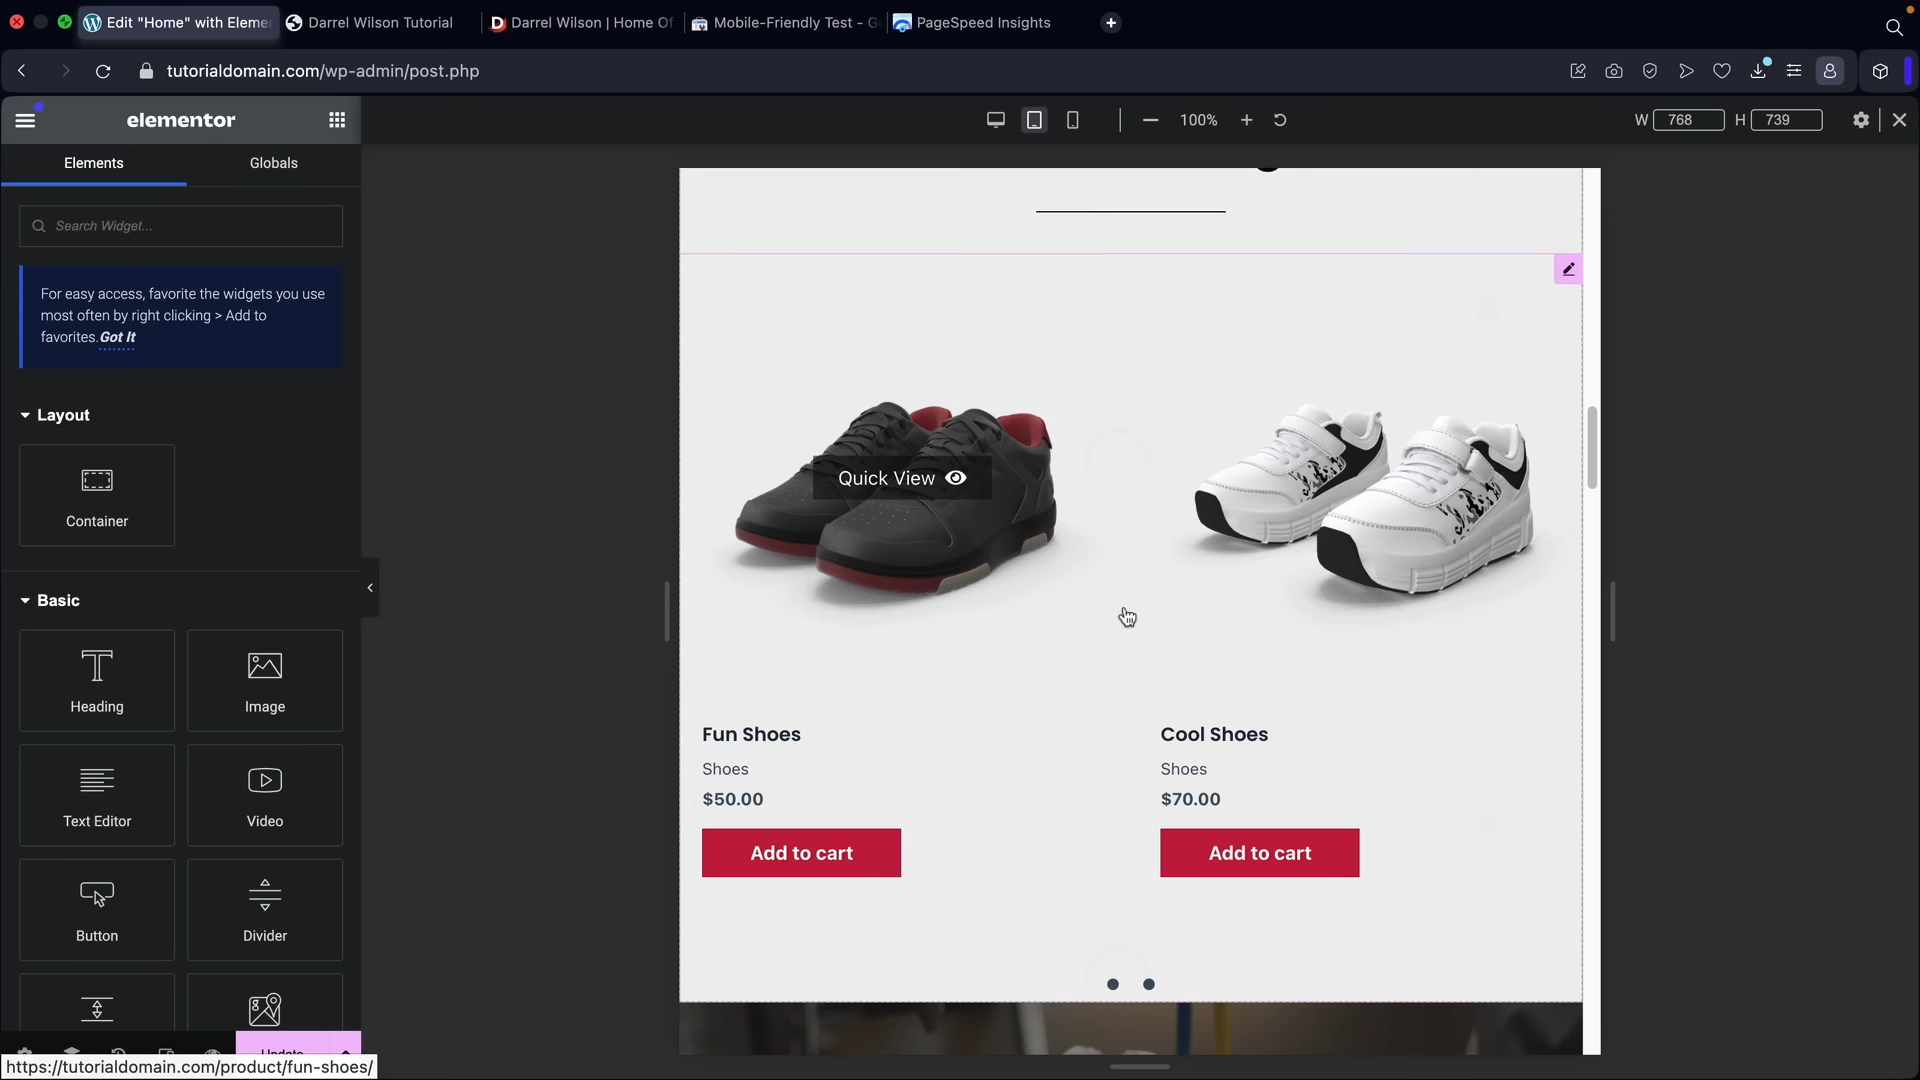 Edit "Home" with Eleme
Darrel Wilson Tutorial
Darrel Wilson | Home Of
Mobile-Friendly Test - G
PageSpeed Insights
tutorialdomain.com/wp-admin/post.php
elementor
100%
W 768 H 739
Elements
Globals
Search Widget...
For easy access, favorite the widgets you use
most often by right clicking > Add to
favorites. Got It
Layout
Container
Basic
Heading
Image
Text Editor
Video
Button
Divider
Update
https://tutorialdomain.com/product/fun-shoes/
Quick View
Fun Shoes
Shoes
$50.00
Add to cart
Cool Shoes
Shoes
$70.00
Add to cart